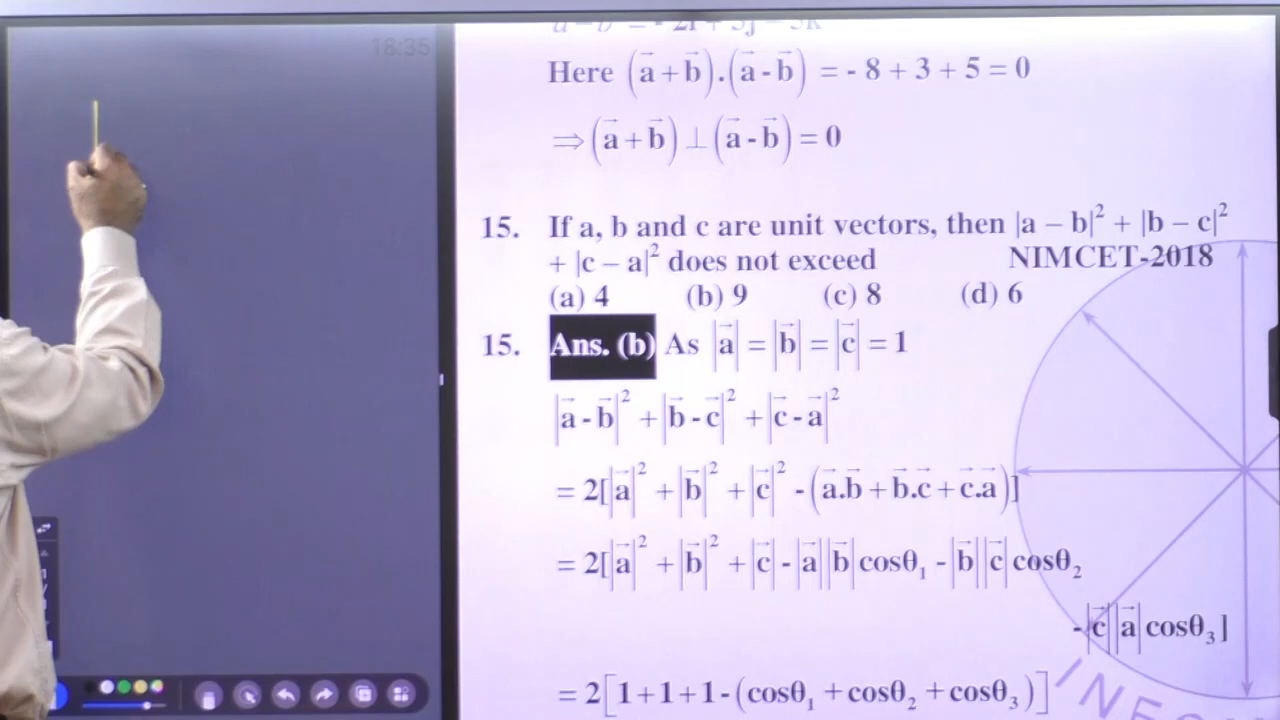 18:35
Here (a⃗ + b⃗).(a⃗ - b⃗) = - 8 + 3 + 5 = 0
⇒ (a⃗ + b⃗) ⊥ (a⃗ - b⃗) = 0
15. If a, b and c are unit vectors, then |a – b|² + |b – c|²
+ |c – a|² does not exceed NIMCET-2018
(a) 4 (b) 9 (c) 8 (d) 6
15. Ans. (b) As |a⃗| = |b⃗| = |c⃗| = 1
|a⃗ - b⃗|² + |b⃗ - c⃗|² + |c⃗ - a⃗|²
= 2[|a⃗|² + |b⃗|² + |c⃗|² - (a⃗.b⃗ + b⃗.c⃗ + c⃗.a⃗)]
= 2[|a⃗|² + |b⃗|² + |c⃗| - |a⃗||b⃗| cosθ₁ - |b⃗||c⃗| cosθ₂
- |c⃗||a⃗| cosθ₃]
= 2[1+1+1-(cosθ₁ + cosθ₂ + cosθ₃)]